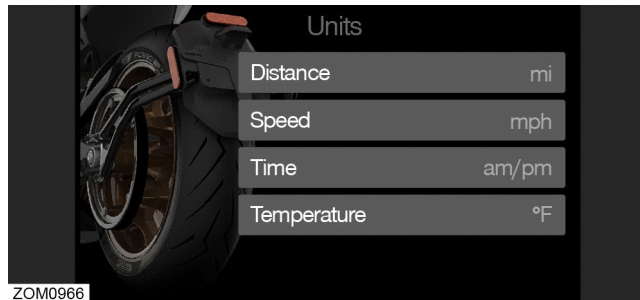 Units
Distance mi
Speed mph
Time am/pm
Temperature °F
ZOM0966